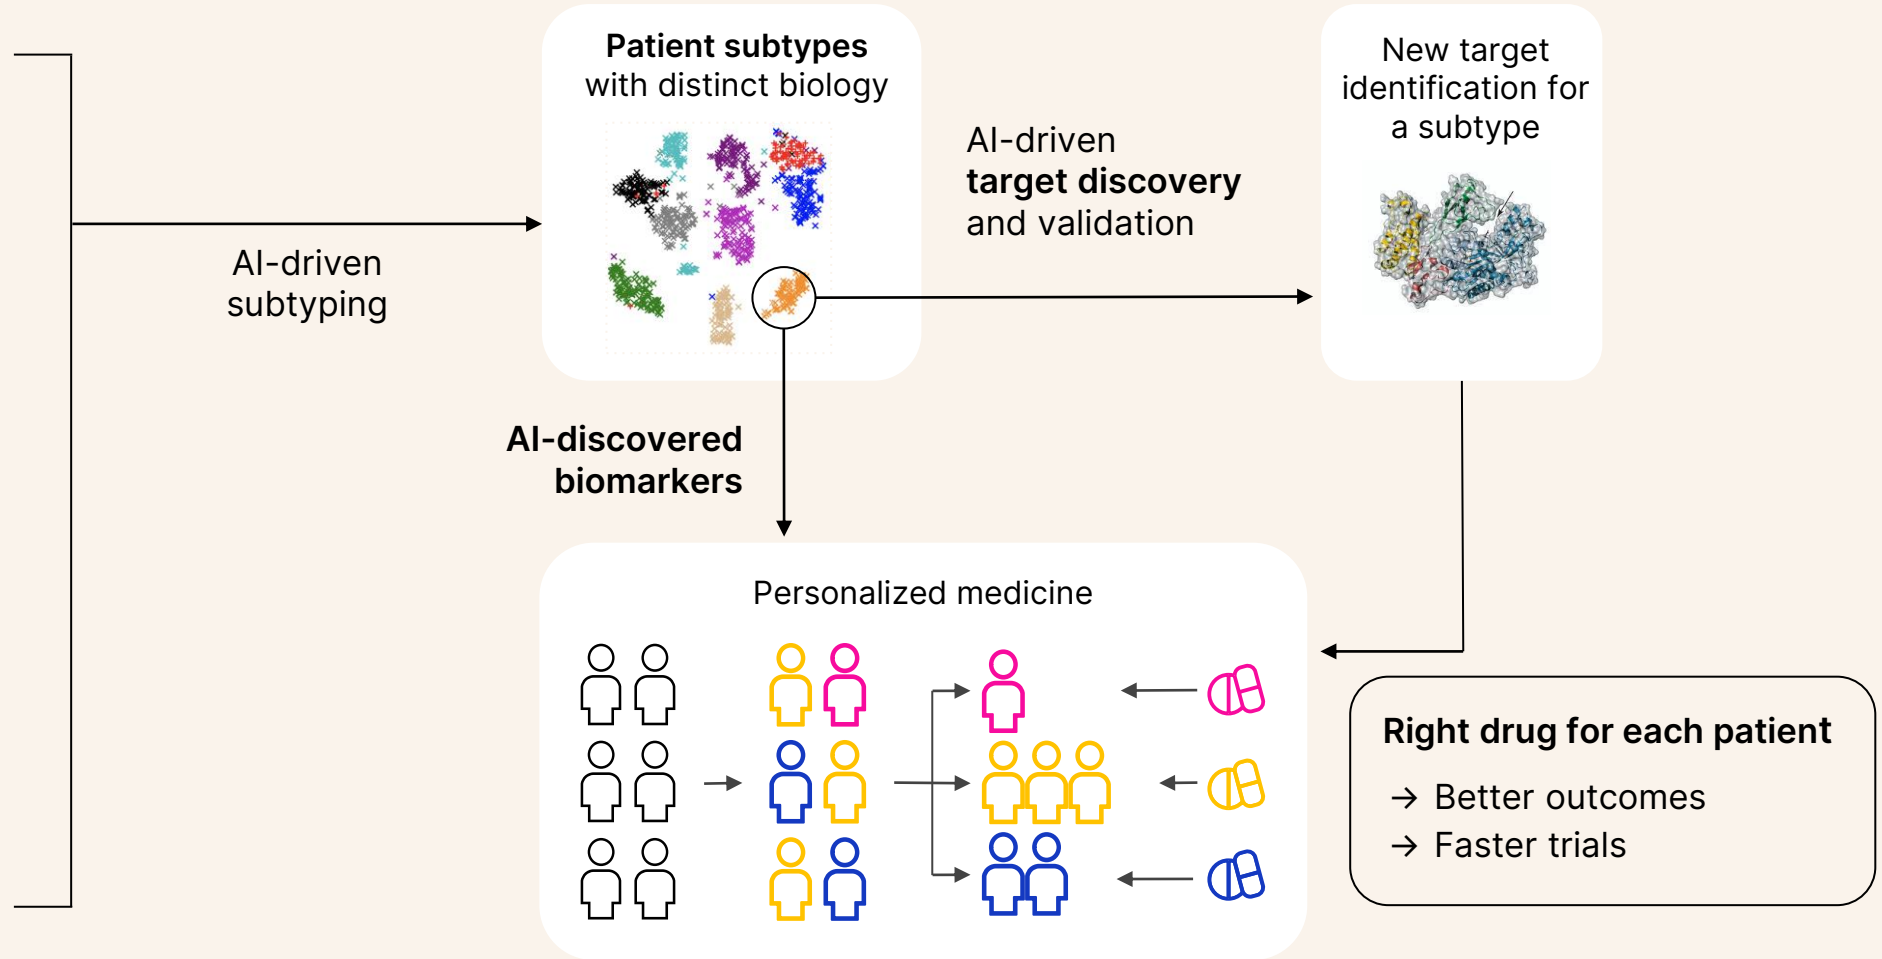 Patient subtypes
with distinct biology
New target
identification for
a subtype
AI-driven
target discovery
and validation
AI-driven
subtyping
AI-discovered
biomarkers
Personalized medicine
Right drug for each patient
→ Better outcomes
→ Faster trials